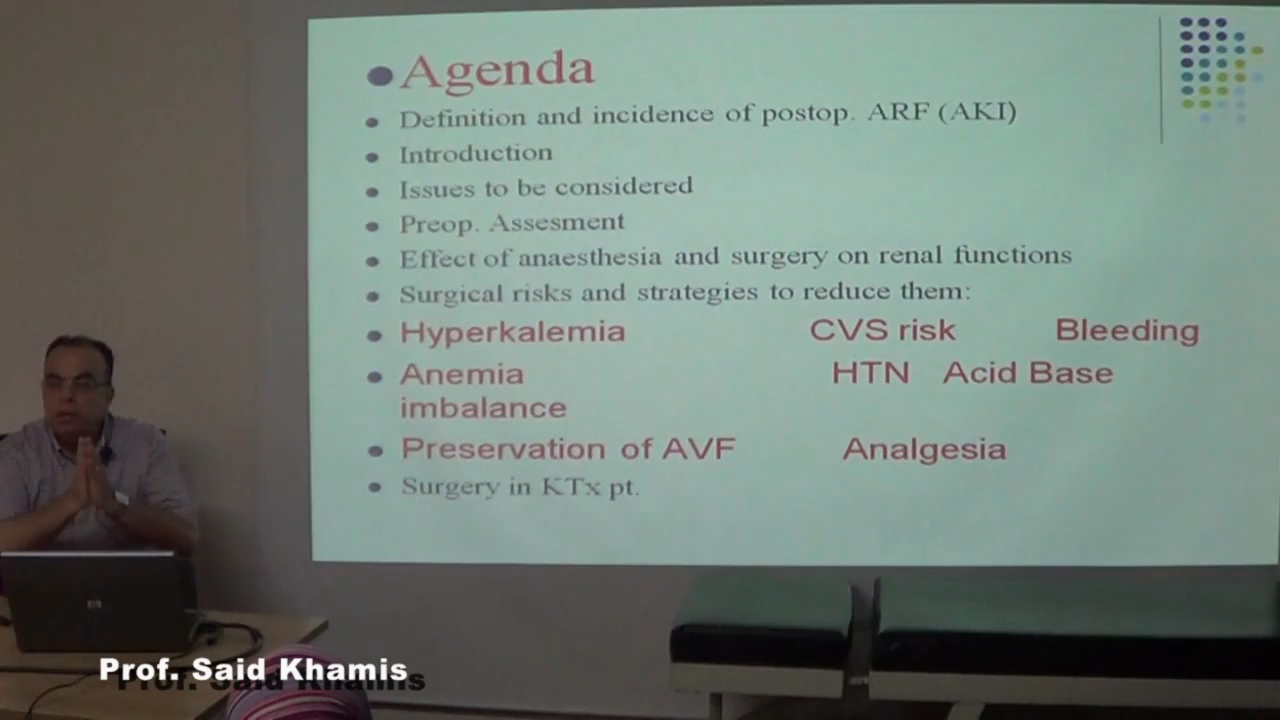 Agenda
Definition and incidence of postop. ARF (AKI)
Introduction
Issues to be considered
Preop. Assesment
Effect of anaesthesia and surgery on renal functions
Surgical risks and strategies to reduce them:
Hyperkalemia CVS risk Bleeding
Anemia HTN Acid Base
imbalance
Preservation of AVF Analgesia
Surgery in KTx pt.
Prof. Said Khamis